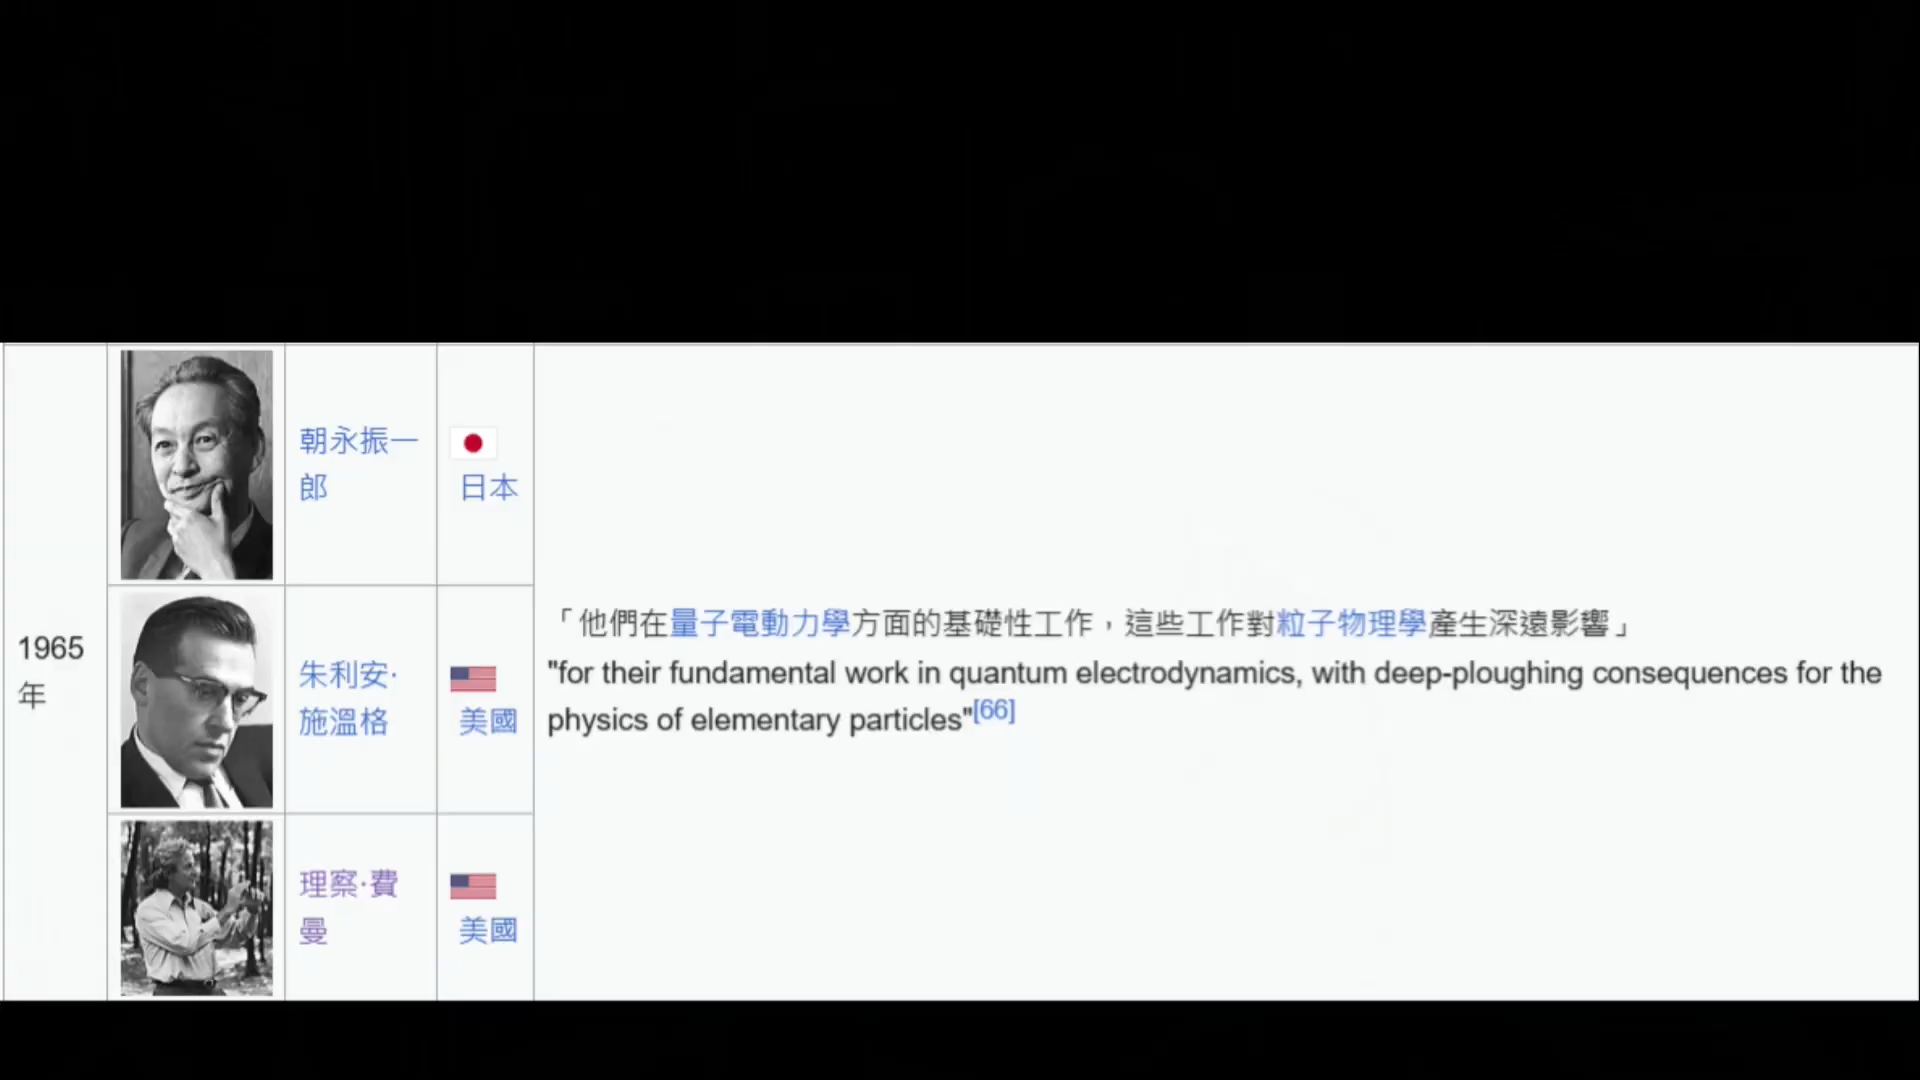 1965
年
朝永振一
郎
日本
朱利安·
施溫格
美國
理察·費
曼
美國
「他們在量子電動力學方面的基礎性工作，這些工作對粒子物理學產生深遠影響」
"for their fundamental work in quantum electrodynamics, with deep-ploughing consequences for the
physics of elementary particles"[66]